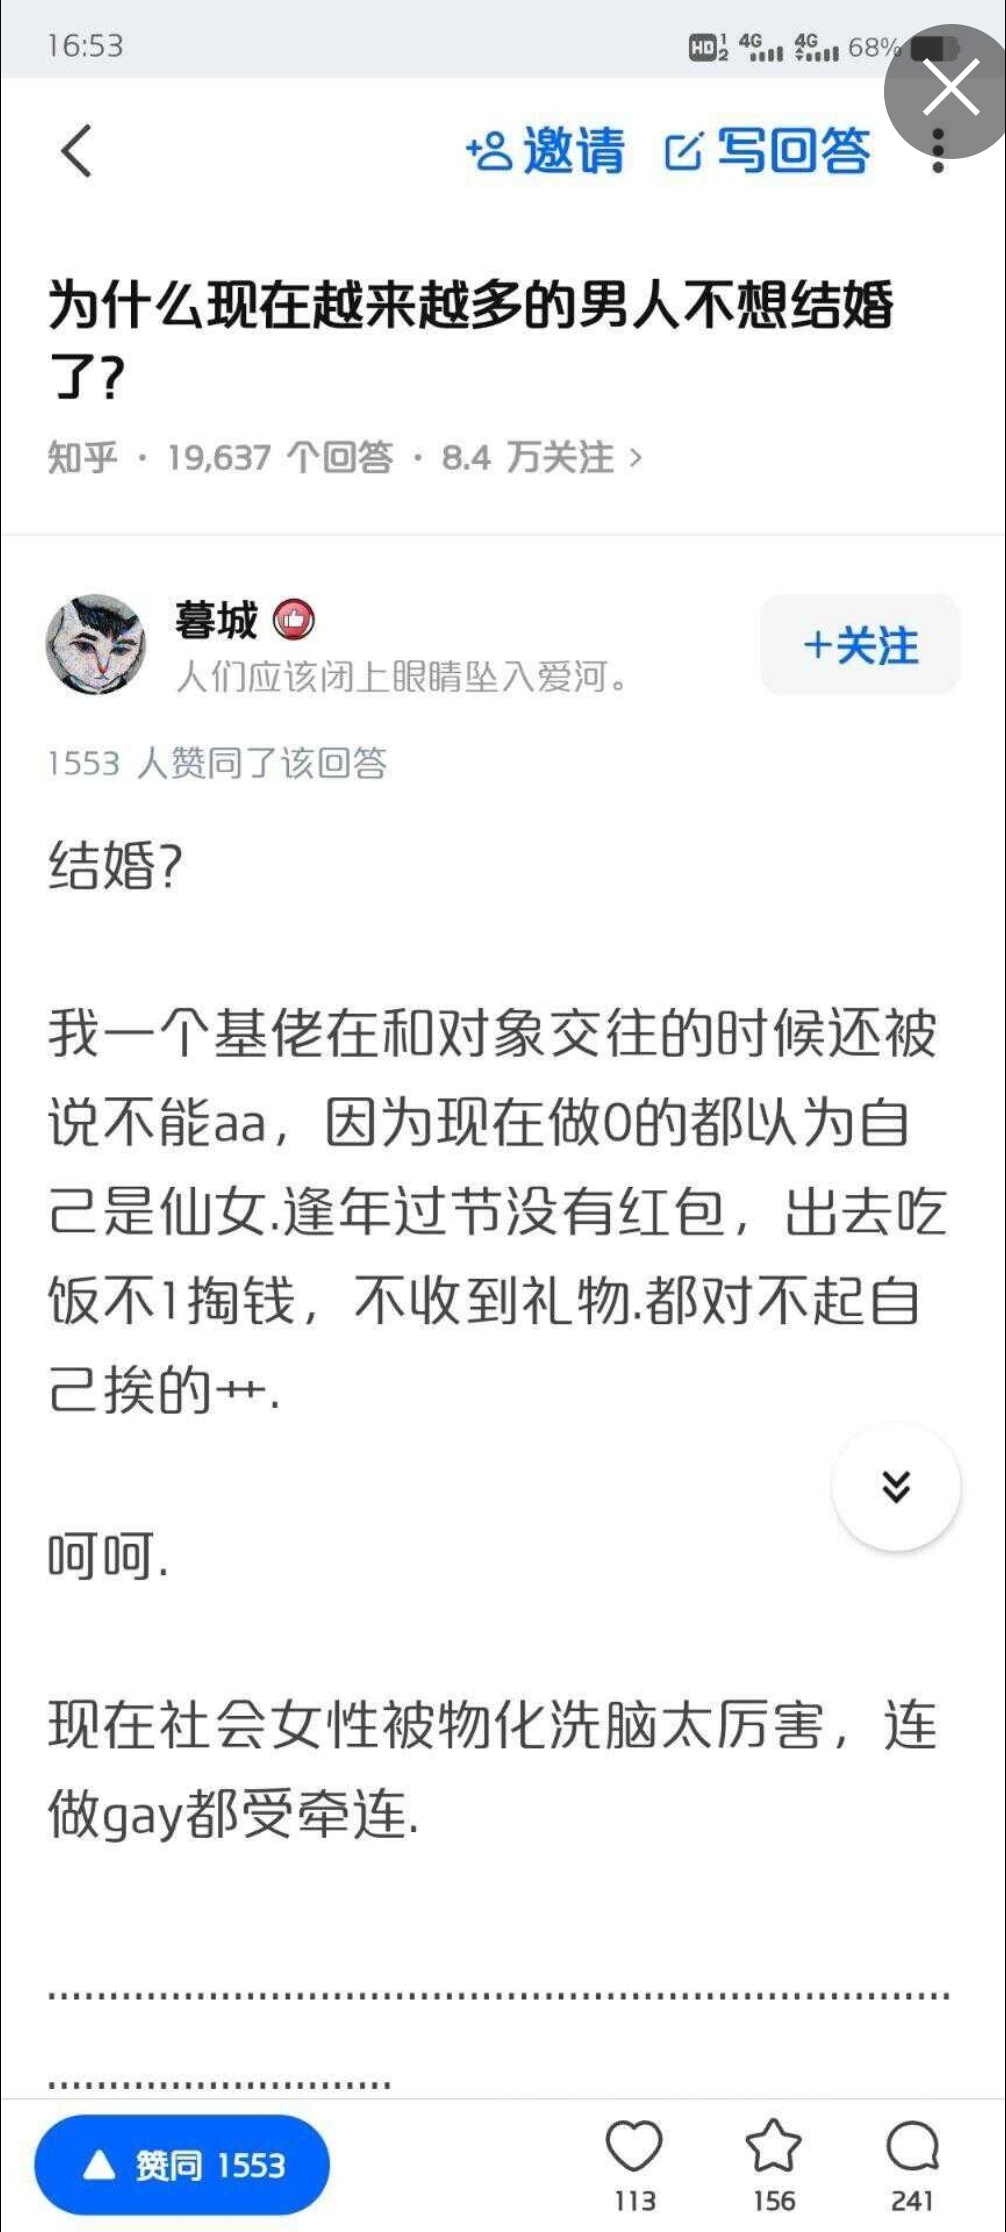 16:53
HD 1 2 4G 4G 68%
邀请 写回答
为什么现在越来越多的男人不想结婚
了?
知乎 · 19,637 个回答 · 8.4 万关注 >
暮城
+关注
人们应该闭上眼睛坠入爱河。
1553 人赞同了该回答
结婚?
我一个基佬在和对象交往的时候还被
说不能aa，因为现在做0的都以为自
己是仙女.逢年过节没有红包，出去吃
饭不1掏钱，不收到礼物.都对不起自
己挨的艹.
呵呵.
现在社会女性被物化洗脑太厉害，连
做gay都受牵连.
..........................................................................
............................
赞同 1553
113 156 241